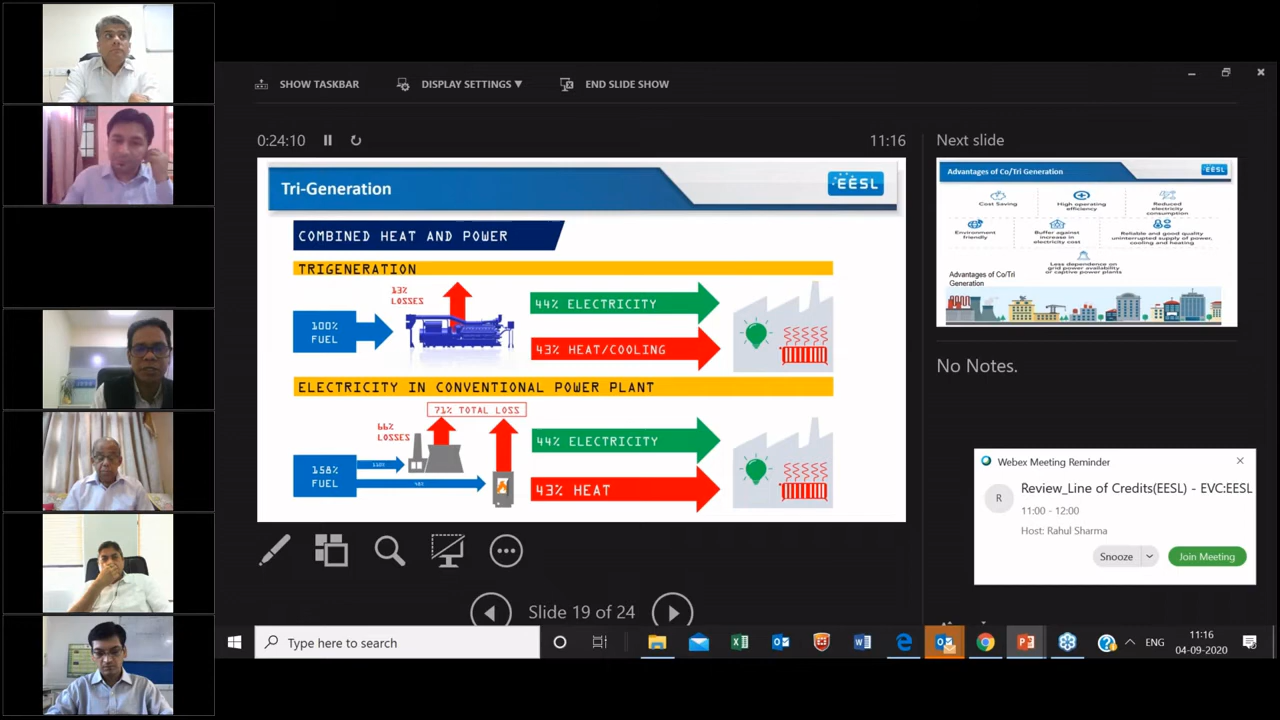 SHOW TASKBAR
DISPLAY SETTINGS ▼
END SLIDE SHOW
0:24:10
11:16
Next slide
Tri-Generation
EESL
COMBINED HEAT AND POWER
TRIGENERATION
13%
LOSSES
100%
FUEL
44% ELECTRICITY
43% HEAT/COOLING
ELECTRICITY IN CONVENTIONAL POWER PLANT
71% TOTAL LOSS
66%
LOSSES
158%
FUEL
110%
48%
44% ELECTRICITY
43% HEAT
Advantages of Co/Tri Generation
EESL
Cost Saving
High operating
efficiency
Reduced
electricity
consumption
Environment
friendly
Buffer against
increase in
electricity cost
Reliable and good quality
uninterrupted supply of power,
cooling and heating
Less dependence on
grid power availability
or captive power plants
Advantages of Co/Tri
Generation
No Notes.
Webex Meeting Reminder
R
Review_Line of Credits(EESL) - EVC:EESL
11:00 - 12:00
Host: Rahul Sharma
Snooze
Join Meeting
Slide 19 of 24
Type here to search
ENG
11:16
04-09-2020